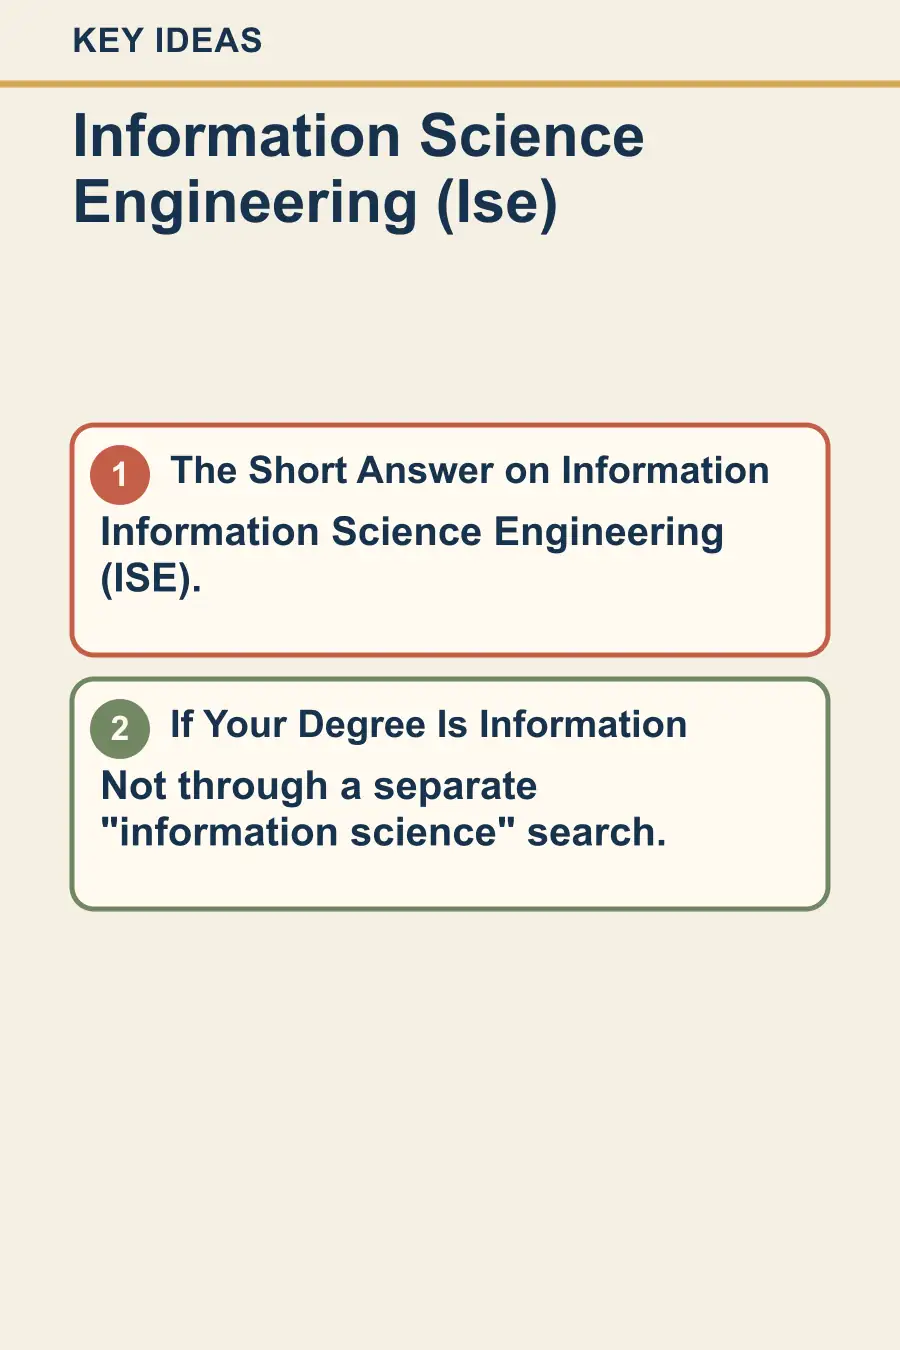 KEY IDEAS
Information Science
Engineering (Ise)
1 The Short Answer on Information
Information Science Engineering
(ISE).
2 If Your Degree Is Information
Not through a separate
"information science" search.